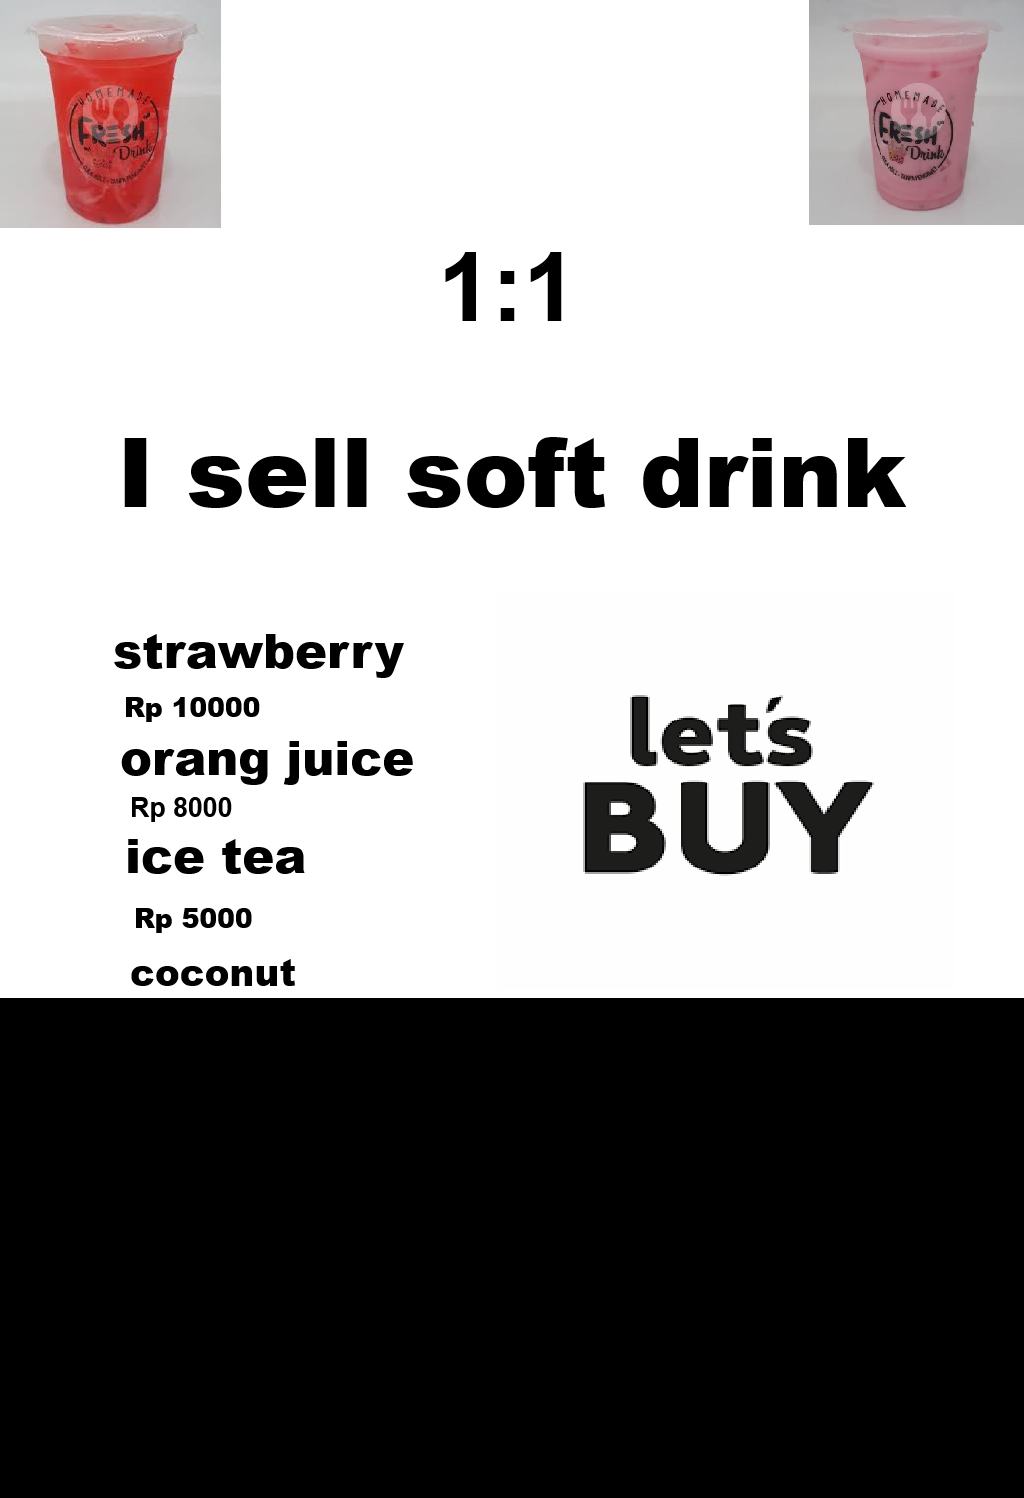 HOMEMADE
FRESH
Drink
HOMEMADE
FRESH
Drink
1:1
I sell soft drink
strawberry
Rp 10000
orang juice
Rp 8000
ice tea
Rp 5000
coconut
let's
BUY